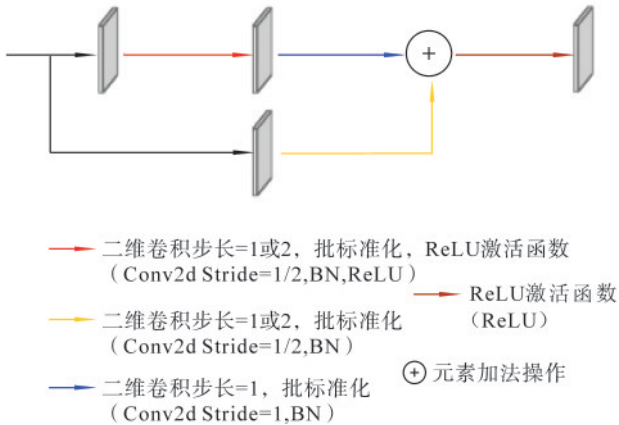 二维卷积步长=1或2，批标准化，ReLU激活函数
（Conv2d Stride=1/2,BN,ReLU）
ReLU激活函数
（ReLU）
二维卷积步长=1或2，批标准化
（Conv2d Stride=1/2,BN）
元素加法操作
二维卷积步长=1，批标准化
（Conv2d Stride=1,BN）